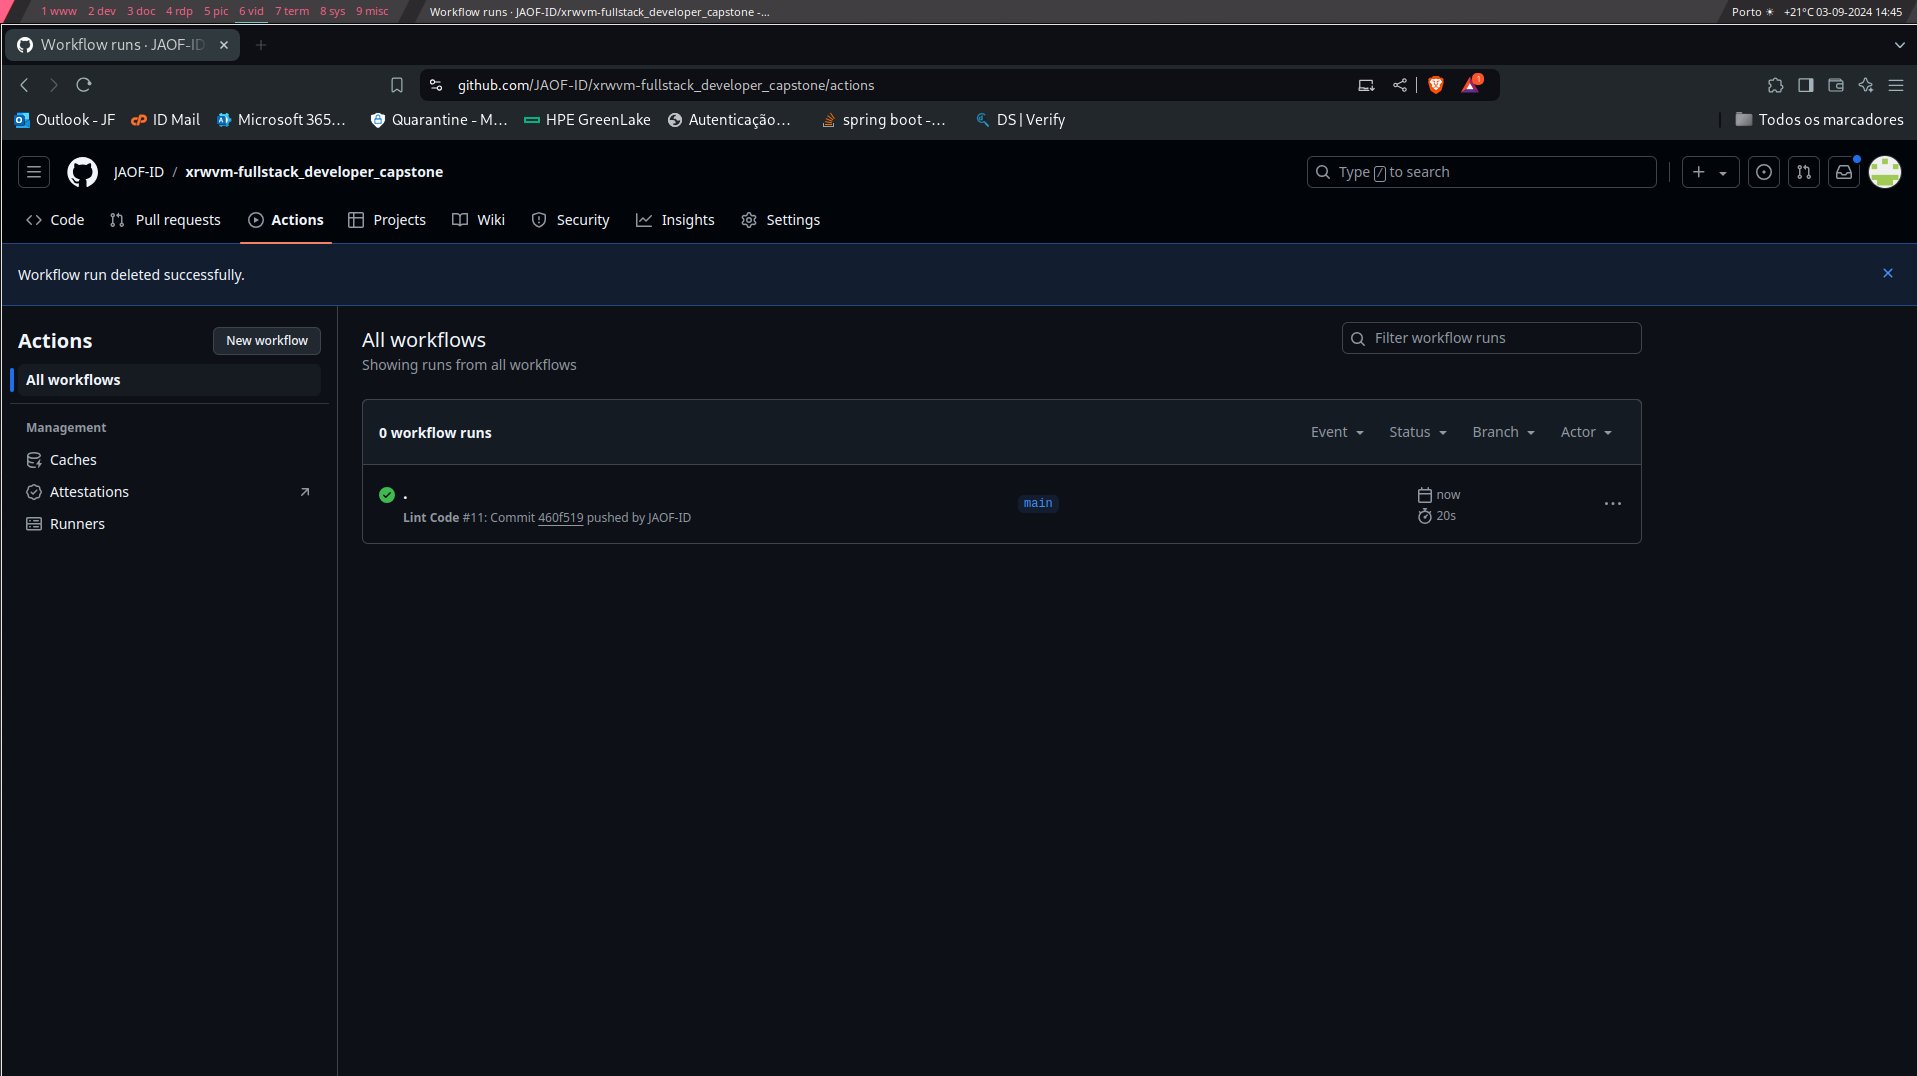 1 www 2 dev 3 doc 4 rdp 5 pic 6 vid 7 term 8 sys 9 misc Workflow runs · JAOF-ID/xrwvm-fullstack_developer_capstone -... Porto +21°C 03-09-2024 14:45
Workflow runs · JAOF-ID
github.com/JAOF-ID/xrwvm-fullstack_developer_capstone/actions 1
Outlook - JF ID Mail Microsoft 365... Quarantine - M... HPE GreenLake Autenticação... spring boot -... DS | Verify Todos os marcadores
JAOF-ID / xrwvm-fullstack_developer_capstone Type / to search
Code Pull requests Actions Projects Wiki Security Insights Settings
Workflow run deleted successfully.
Actions New workflow
All workflows
Management
Caches
Attestations
Runners
All workflows
Showing runs from all workflows
Filter workflow runs
0 workflow runs Event Status Branch Actor
.
Lint Code #11: Commit 460f519 pushed by JAOF-ID
main
now
20s